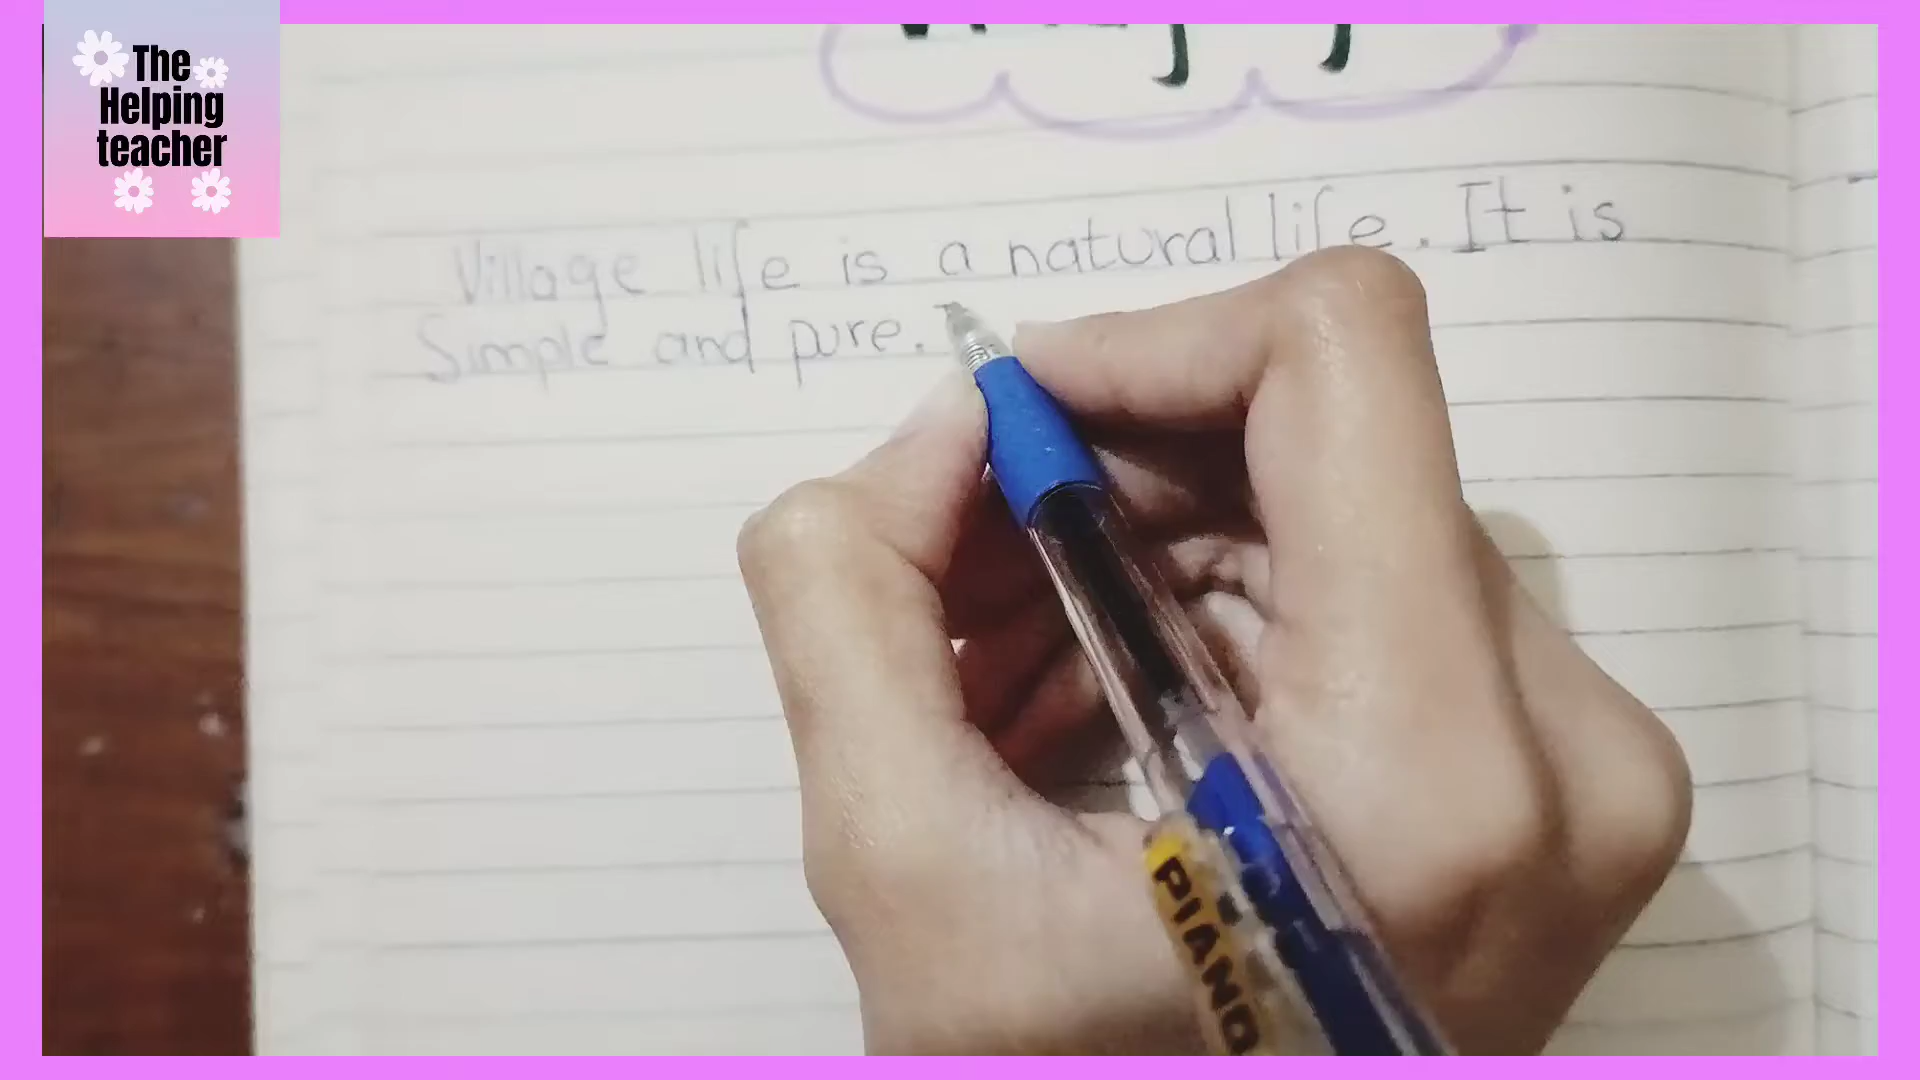 The
Helping
teacher
Village life is a natural life. It is
Simple and pure.
PIANO